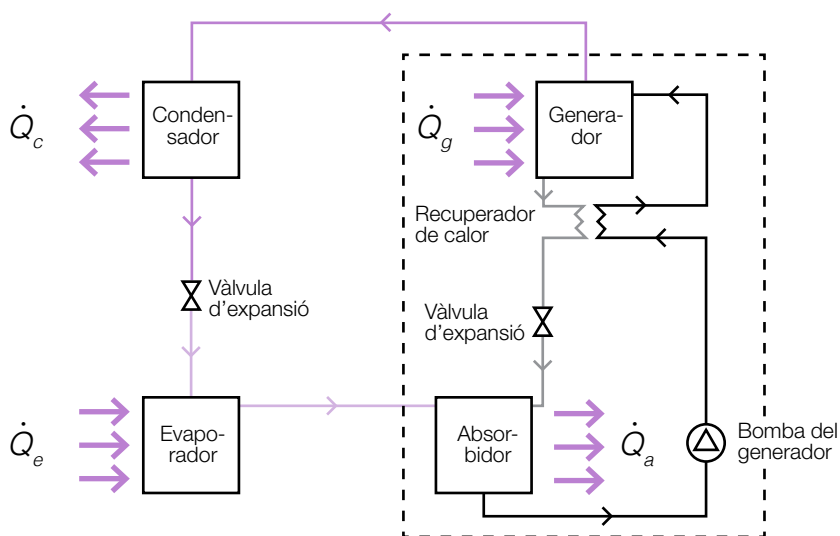 Q̇c
Conden-
sador
Q̇g
Genera-
dor
Recuperador
de calor
Vàlvula
d'expansió
Vàlvula
d'expansió
Q̇e
Evapo-
rador
Absor-
bidor
Q̇a
Bomba del
generador